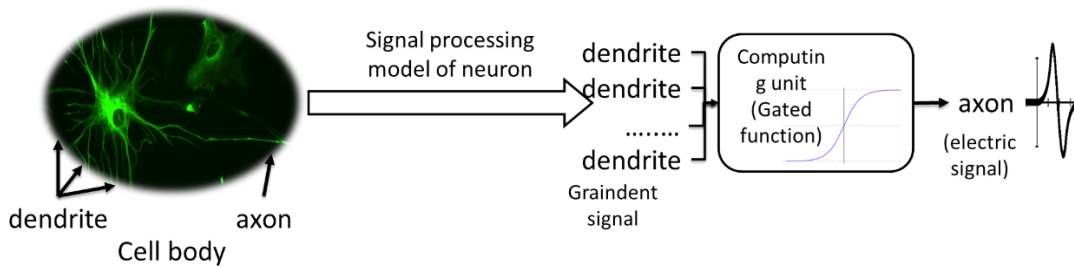 dendrite
axon
Cell body
Signal processing
model of neuron
dendrite
dendrite
.........
dendrite
Graindent
signal
Computin
g unit
(Gated
function)
axon
(electric
signal)